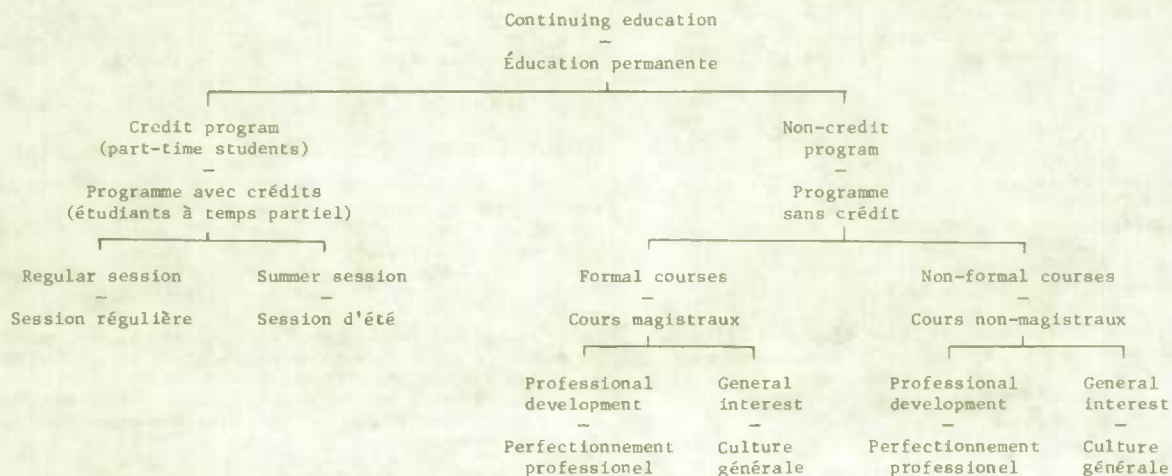 Continuing education
–
Éducation permanente
Credit program
(part-time students)
–
Programme avec crédits
(étudiants à temps partiel)
Non-credit
program
–
Programme
sans crédit
Regular session
–
Session régulière
Summer session
–
Session d'été
Formal courses
–
Cours magistraux
Non-formal courses
–
Cours non-magistraux
Professional
development
–
Perfectionnement
professionel
General
interest
–
Culture
générale
Professional
development
–
Perfectionnement
professionel
General
interest
–
Culture
générale